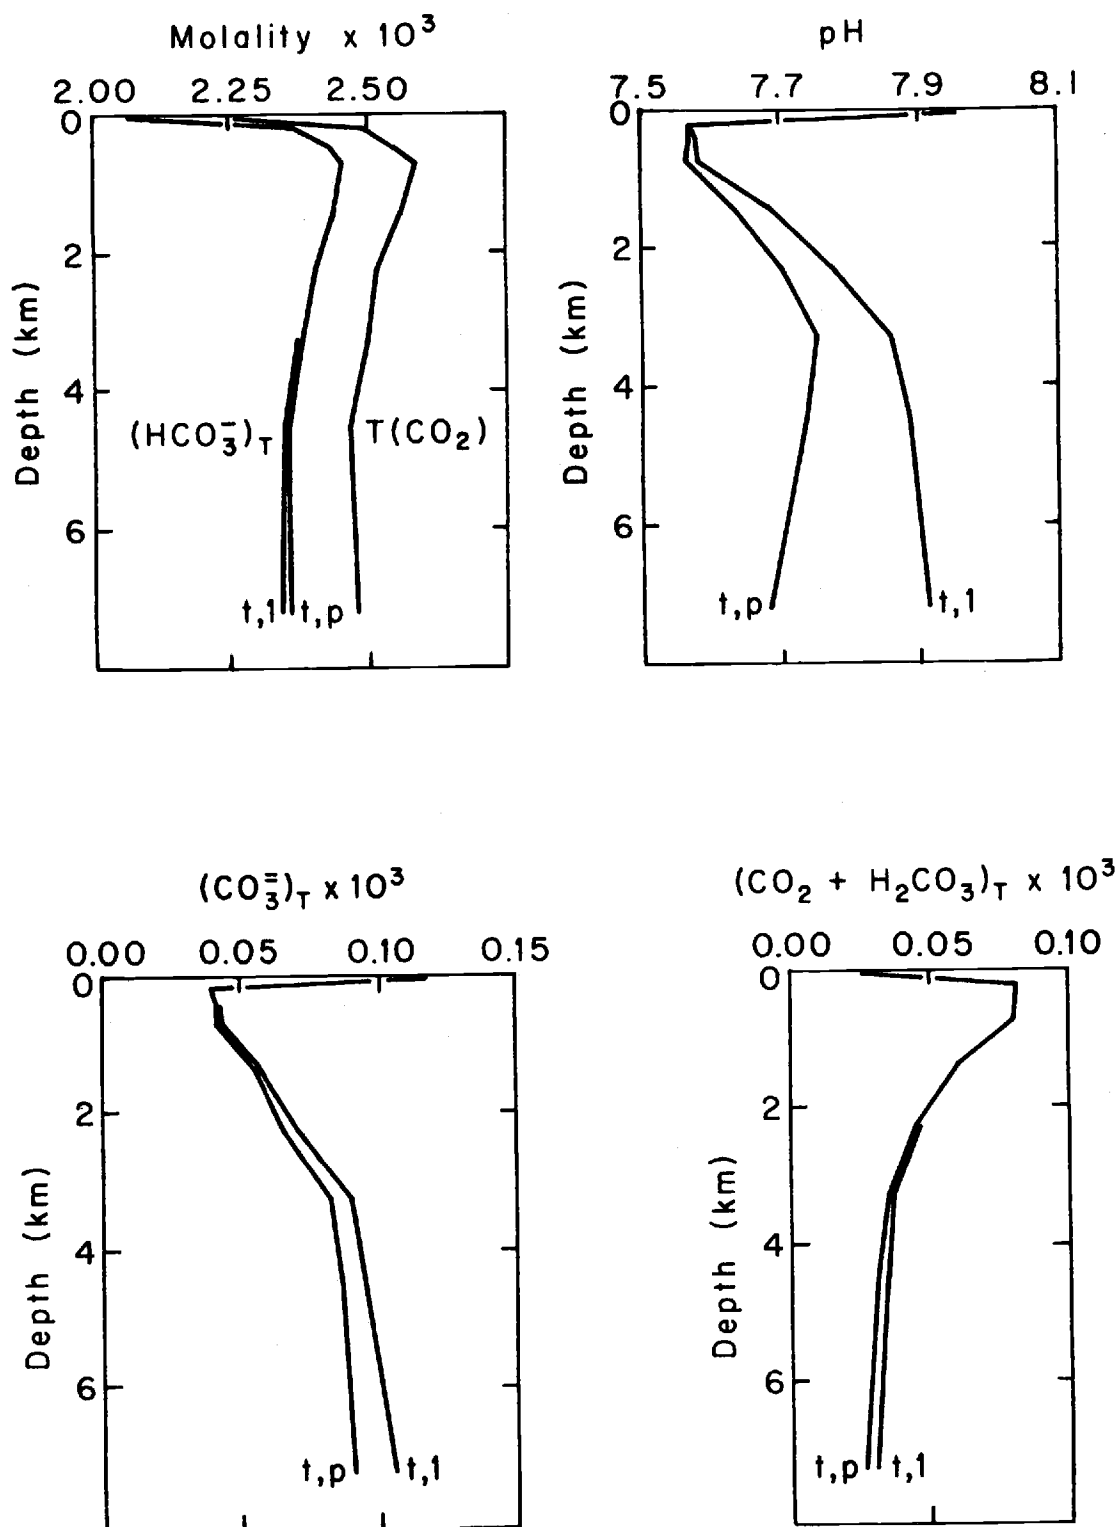 Molality x 10³
2.00 2.25 2.50
0
2
4
6
Depth (km)
(HCO₃⁻)T
T(CO₂)
t,1 t,p
pH
7.5 7.7 7.9 8.1
0
2
4
6
Depth (km)
t,p
t,1
(CO₃⁼)T x 10³
0.00 0.05 0.10 0.15
0
2
4
6
Depth (km)
t,p t,1
(CO₂ + H₂CO₃)T x 10³
0.00 0.05 0.10
0
2
4
6
Depth (km)
t,p t,1